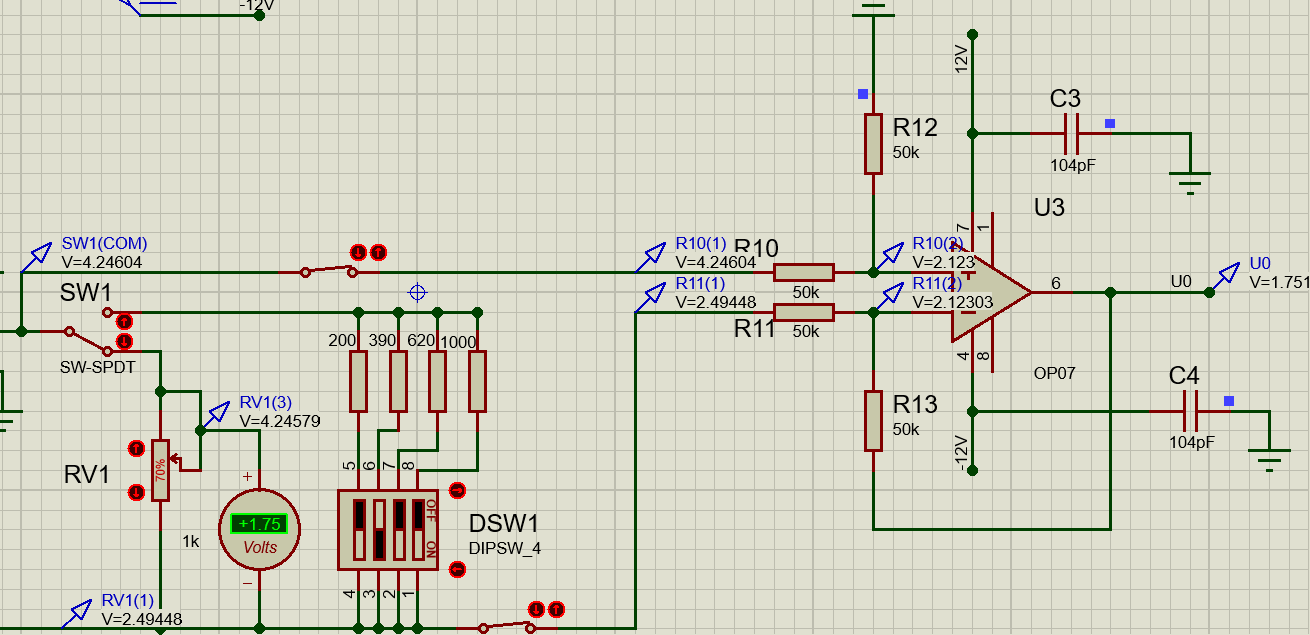 -12V
12V
C3
104pF
R12
50k
U3
7
1
SW1(COM)
V=4.24604
R10(1)
V=4.24604
R10
50k
R10(2)
V=2.123
R11(1)
V=2.49448
R11
50k
R11(2)
V=2.12303
6
U0
U0
V=1.751
SW1
SW-SPDT
200
390
620
1000
4
8
OP07
C4
104pF
RV1(3)
V=4.24579
R13
50k
-12V
RV1
70%
1k
+
+1.75
Volts
−
5
6
7
8
OFF
ON
DSW1
DIPSW_4
4
3
2
1
RV1(1)
V=2.49448